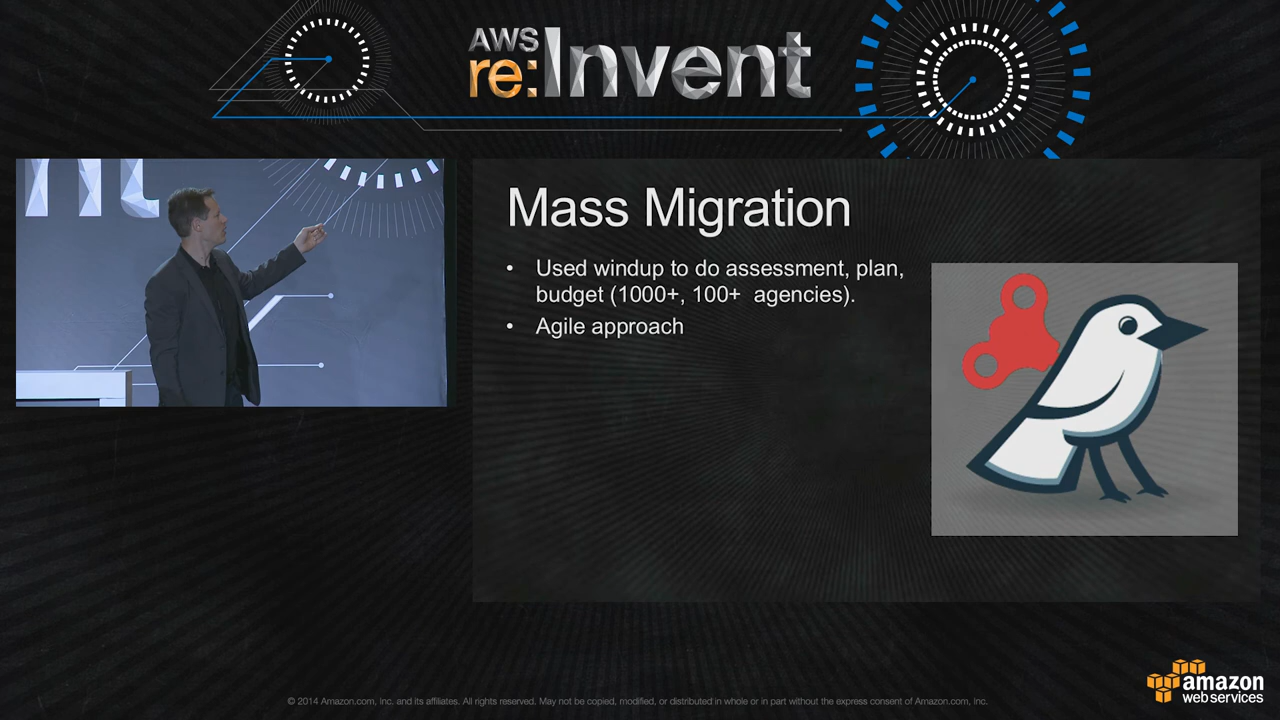 AWS
re:Invent
nt
Mass Migration
• Used windup to do assessment, plan,
budget (1000+, 100+  agencies).
• Agile approach
© 2014 Amazon.com, Inc. and its affiliates. All rights reserved. May not be copied, modified, or distributed in whole or in part without the express consent of Amazon.com, Inc.
amazon
webservices